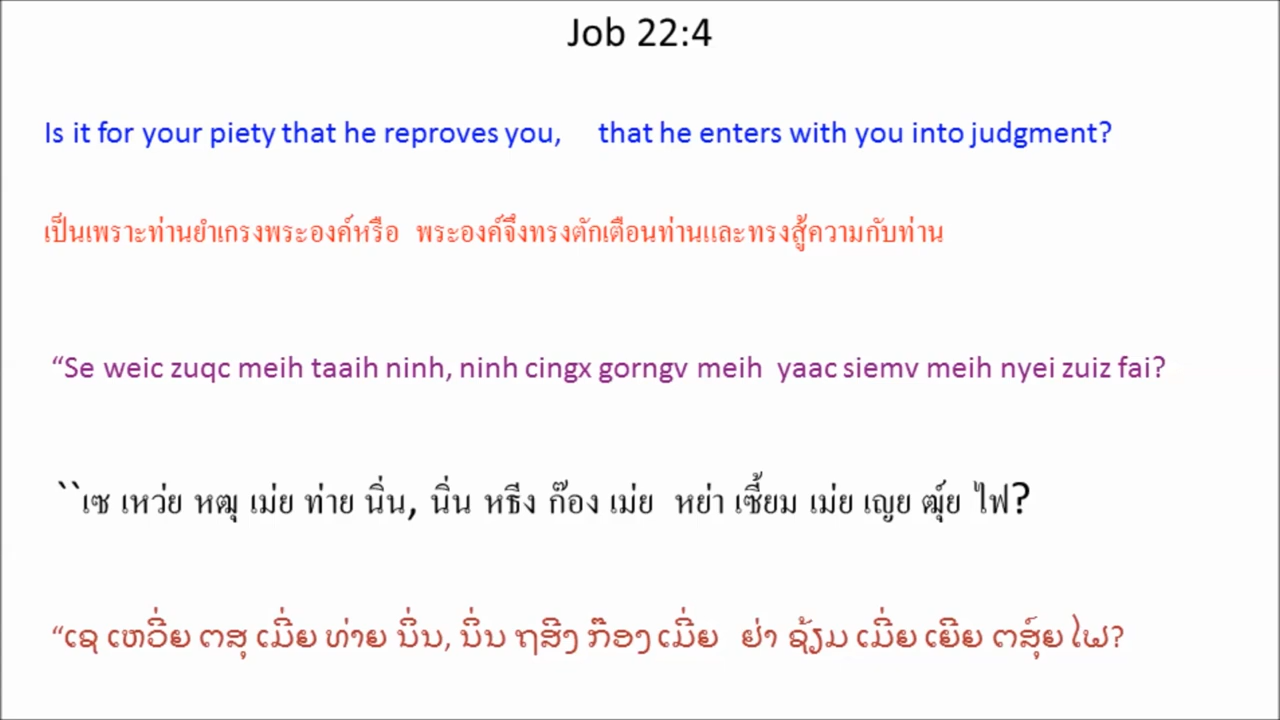 Job 22:4
Is it for your piety that he reproves you, that he enters with you into judgment?
เป็นเพราะท่านยำเกรงพระองค์หรือ พระองค์จึงทรงตักเตือนท่านและทรงสู้ความกับท่าน
“Se weic zuqc meih taaih ninh, ninh cingx gorngv meih yaac siemv meih nyei zuiz fai?
``เซ เหว่ย หฒุ เม่ย ท่าย นิ่น, นิ่น หธีง ก๊อง เม่ย หย่า เซี้ยม เม่ย เญย ฒุ์ย ไฟ?
“ເຊ ເຫວີ່ຍ ຕສຸ ເມີ່ຍ ທ່າຍ ນິ່ນ, ນິ່ນ ຖສີງ ກ໊ອງ ເມີ່ຍ ຢ່າ ຊ້ຽມ ເມີ່ຍ ເຍີຍ ຕສຸ໌ຍ ໄຟ?